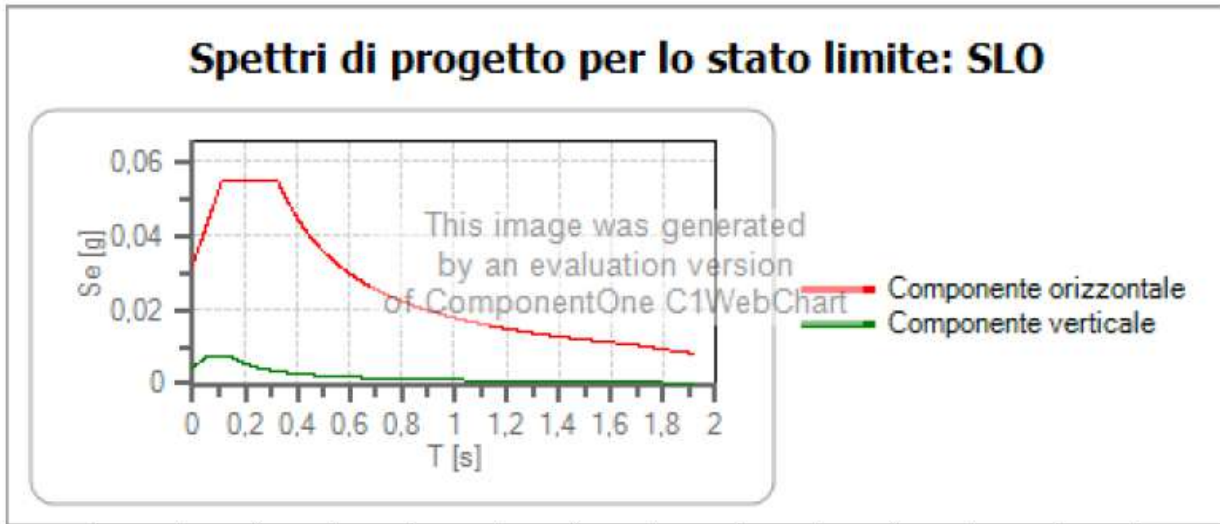 Spettri di progetto per lo stato limite: SLO
0,06
0,04
0,02
0
Se [g]
0 0,2 0,4 0,6 0,8 1 1,2 1,4 1,6 1,8 2
T [s]
This image was generated
by an evaluation version
of ComponentOne C1WebChart
Componente orizzontale
Componente verticale